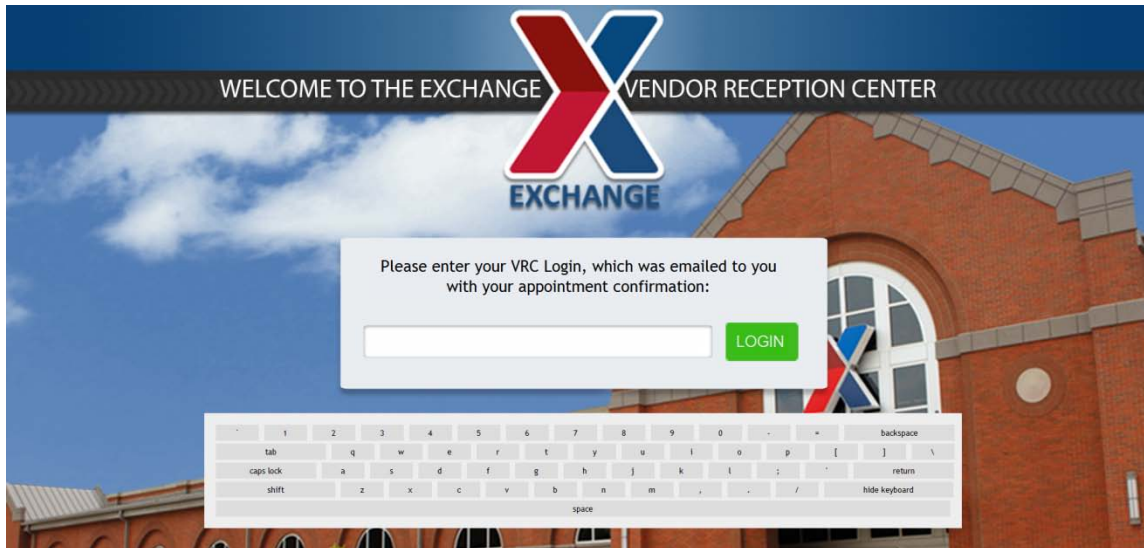 WELCOME TO THE EXCHANGE VENDOR RECEPTION CENTER
EXCHANGE
Please enter your VRC Login, which was emailed to you
with your appointment confirmation:
LOGIN
` 1 2 3 4 5 6 7 8 9 0 - = backspace
tab q w e r t y u i o p [ ] \
caps lock a s d f g h j k l ; ' return
shift z x c v b n m , . / hide keyboard
space